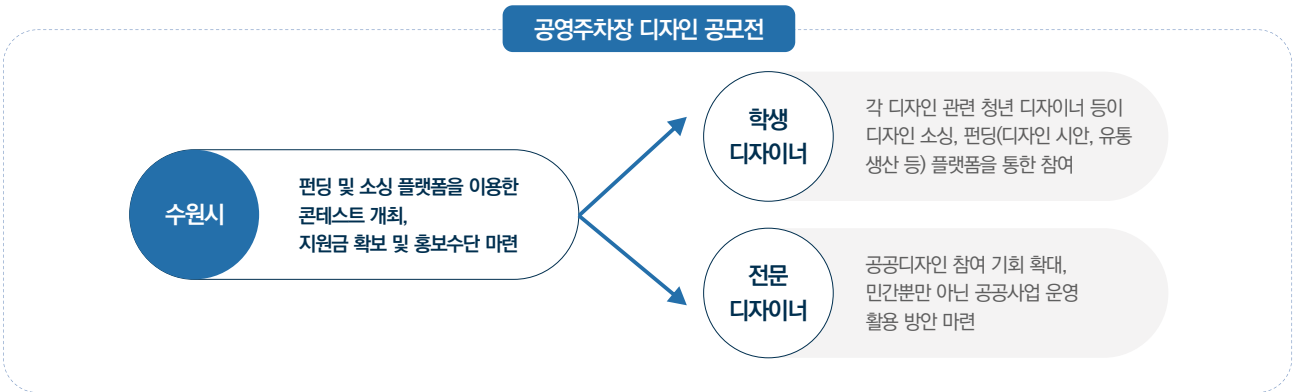 공영주차장 디자인 공모전
수원시
펀딩 및 소싱 플랫폼을 이용한
콘테스트 개최,
지원금 확보 및 홍보수단 마련
학생
디자이너
각 디자인 관련 청년 디자이너 등이
디자인 소싱, 펀딩(디자인 시안, 유통
생산 등) 플랫폼을 통한 참여
전문
디자이너
공공디자인 참여 기회 확대,
민간뿐만 아닌 공공사업 운영
활용 방안 마련